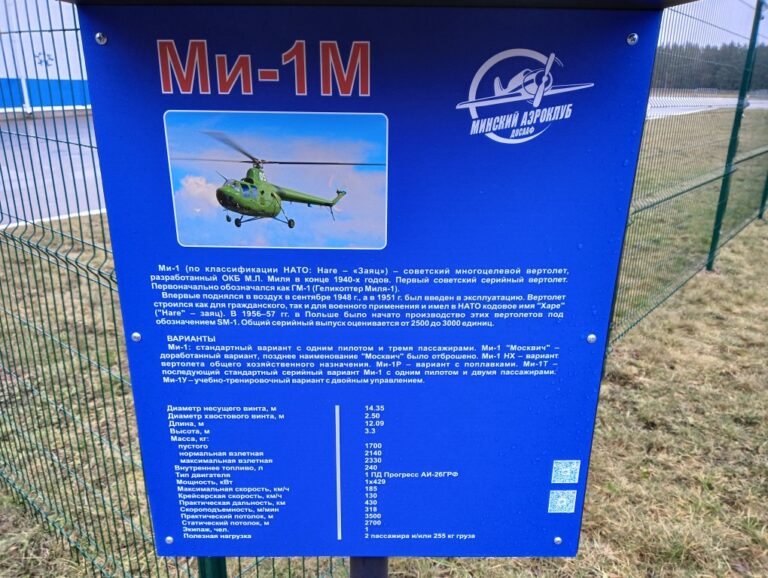 Ми-1М
МИНСКИЙ АЭРОКЛУБ
ДОСААФ
Ми-1 (по классификации НАТО: Hare – «Заяц») – советский многоцелевой вертолет,
разработанный ОКБ М.Л. Миля в конце 1940-х годов. Первый советский серийный вертолет.
Первоначально обозначался как ГМ-1 (Геликоптер Миля-1).
Впервые поднялся в воздух в сентябре 1948 г., а в 1951 г. был введен в эксплуатацию. Вертолет
строился как для гражданского, так и для военного применения и имел в НАТО кодовое имя "Харе"
("Hare" – заяц). В 1956–57 гг. в Польше было начато производство этих вертолетов под
обозначением SM-1. Общий серийный выпуск оценивается от 2500 до 3000 единиц.
ВАРИАНТЫ
Ми-1: стандартный вариант с одним пилотом и тремя пассажирами. Ми-1 "Москвич" –
доработанный вариант, позднее наименование "Москвич" было отброшено. Ми-1 НХ – вариант
вертолета общего хозяйственного назначения. Ми-1Р – вариант с поплавками. Ми-1Т –
последующий стандартный серийный вариант Ми-1 с одним пилотом и двумя пассажирами.
Ми-1У – учебно-тренировочный вариант с двойным управлением.
Диаметр несущего винта, м 14.35
Диаметр хвостового винта, м 2.50
Длина, м 12.09
Высота, м 3.3
Масса, кг:
пустого 1700
нормальная взлетная 2140
максимальная взлетная 2330
Внутреннее топливо, л 240
Тип двигателя 1 ПД Прогресс АИ-26ГРФ
Мощность, кВт 1х429
Максимальная скорость, км/ч 185
Крейсерская скорость, км/ч 130
Практическая дальность, км 430
Скороподъемность, м/мин 318
Практический потолок, м 3500
Статический потолок, м 2700
Экипаж, чел. 1
Полезная нагрузка 2 пассажира и/или 255 кг груза